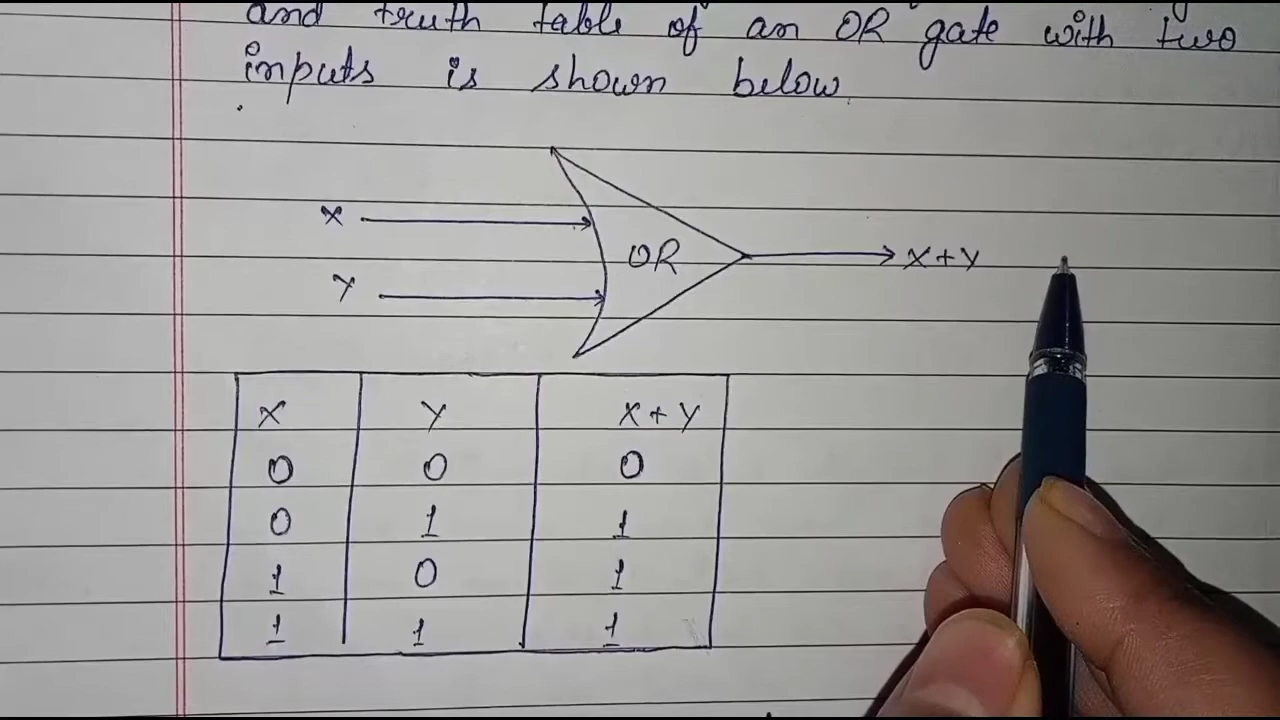 and truth table of an OR gate with two
inputs is shown below
X
OR
X+Y
Y
X Y X+Y
0 0 0
0 1 1
1 0 1
1 1 1